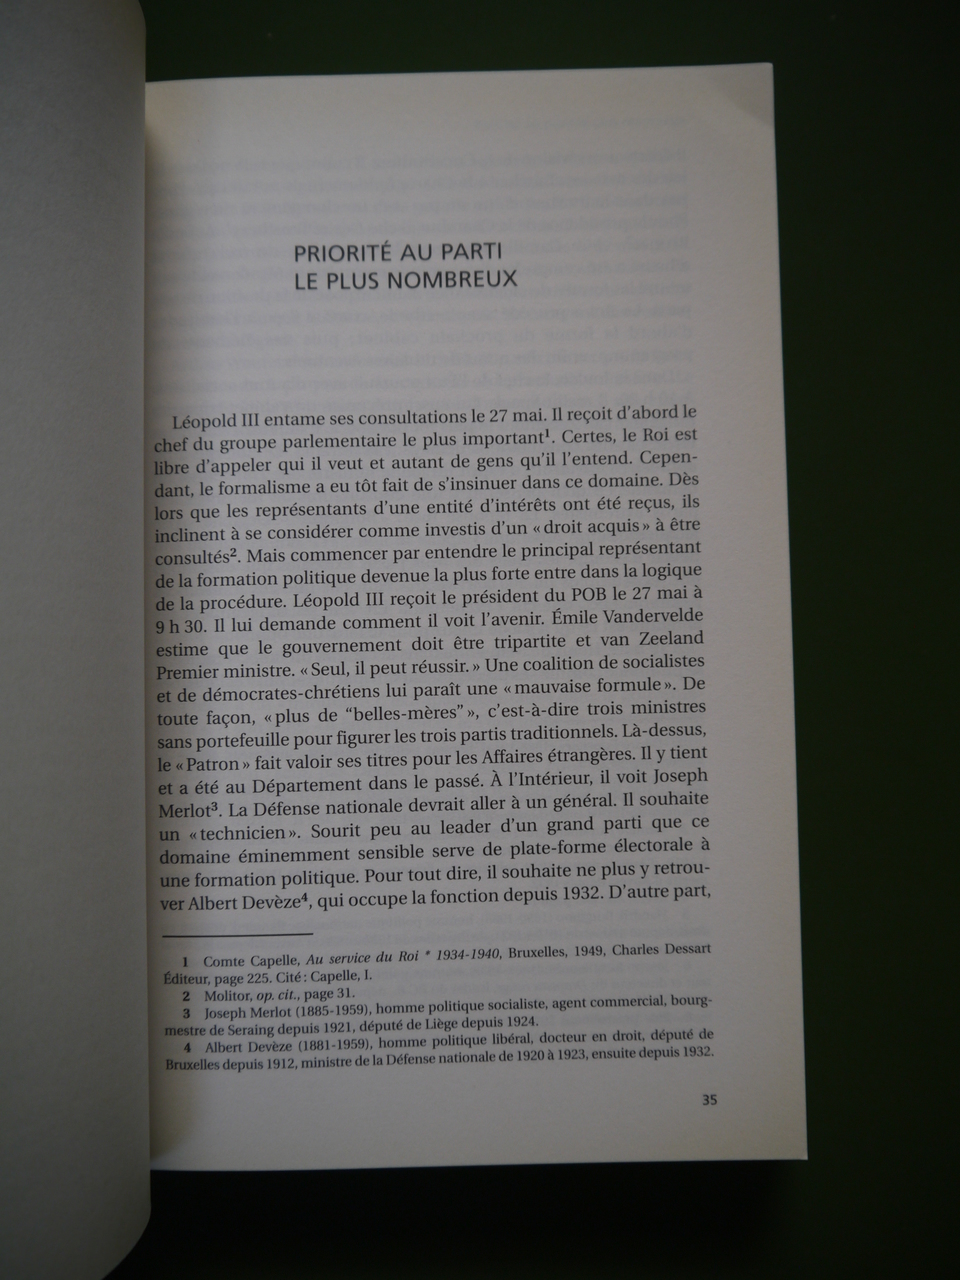 PRIORITÉ AU PARTI
LE PLUS NOMBREUX
Léopold III entame ses consultations le 27 mai. Il reçoit d'abord le
chef du groupe parlementaire le plus important¹. Certes, le Roi est
libre d'appeler qui il veut et autant de gens qu'il l'entend. Cepen-
dant, le formalisme a eu tôt fait de s'insinuer dans ce domaine. Dès
lors que les représentants d'une entité d'intérêts ont été reçus, ils
inclinent à se considérer comme investis d'un « droit acquis » à être
consultés². Mais commencer par entendre le principal représentant
de la formation politique devenue la plus forte entre dans la logique
de la procédure. Léopold III reçoit le président du POB le 27 mai à
9 h 30. Il lui demande comment il voit l'avenir. Émile Vandervelde
estime que le gouvernement doit être tripartite et van Zeeland
Premier ministre. « Seul, il peut réussir. » Une coalition de socialistes
et de démocrates-chrétiens lui paraît une « mauvaise formule ». De
toute façon, « plus de “belles-mères” », c'est-à-dire trois ministres
sans portefeuille pour figurer les trois partis traditionnels. Là-dessus,
le « Patron » fait valoir ses titres pour les Affaires étrangères. Il y tient
et a été au Département dans le passé. À l'Intérieur, il voit Joseph
Merlot³. La Défense nationale devrait aller à un général. Il souhaite
un « technicien ». Sourit peu au leader d'un grand parti que ce
domaine éminemment sensible serve de plate-forme électorale à
une formation politique. Pour tout dire, il souhaite ne plus y retrou-
ver Albert Devèze⁴, qui occupe la fonction depuis 1932. D'autre part,
1 Comte Capelle, Au service du Roi * 1934-1940, Bruxelles, 1949, Charles Dessart
Éditeur, page 225. Cité : Capelle, I.
2 Molitor, op. cit., page 31.
3 Joseph Merlot (1885-1959), homme politique socialiste, agent commercial, bourg-
mestre de Seraing depuis 1921, député de Liège depuis 1924.
4 Albert Devèze (1881-1959), homme politique libéral, docteur en droit, député de
Bruxelles depuis 1912, ministre de la Défense nationale de 1920 à 1923, ensuite depuis 1932.
35